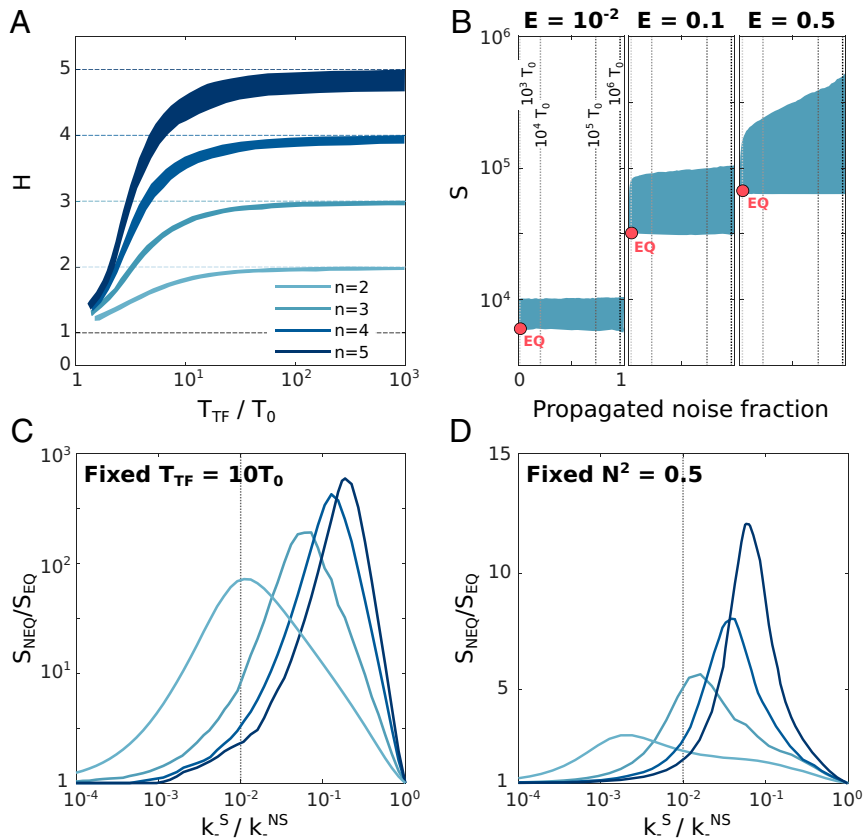 A
H
5
4
3
2
1
0
1
10¹
10²
10³
T_TF / T₀
n=2
n=3
n=4
n=5
B
E = 10⁻²
E = 0.1
E = 0.5
S
10⁶
10⁵
10⁴
10³ T₀
10⁴ T₀
10⁵ T₀
10⁶ T₀
EQ
EQ
EQ
0
1
Propagated noise fraction
C
Fixed T_TF = 10T₀
S_NEQ/S_EQ
10³
10²
10¹
1
10⁻⁴
10⁻³
10⁻²
10⁻¹
10⁰
k₋^S / k₋^NS
D
Fixed N² = 0.5
S_NEQ/S_EQ
15
10
5
1
10⁻⁴
10⁻³
10⁻²
10⁻¹
10⁰
k₋^S / k₋^NS